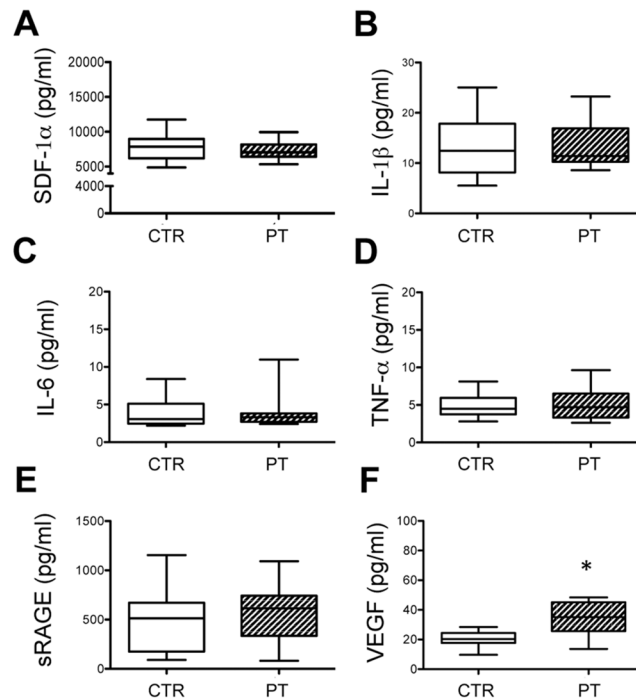 A
SDF-1α (pg/ml)
20000
15000
10000
5000
4000
0
CTR PT
B
IL-1β (pg/ml)
30
20
10
0
CTR PT
C
IL-6 (pg/ml)
20
15
10
5
0
CTR PT
D
TNF-α (pg/ml)
20
15
10
5
0
CTR PT
E
sRAGE (pg/ml)
1500
1000
500
0
CTR PT
F
VEGF (pg/ml)
100
80
60
40
20
0
*
CTR PT